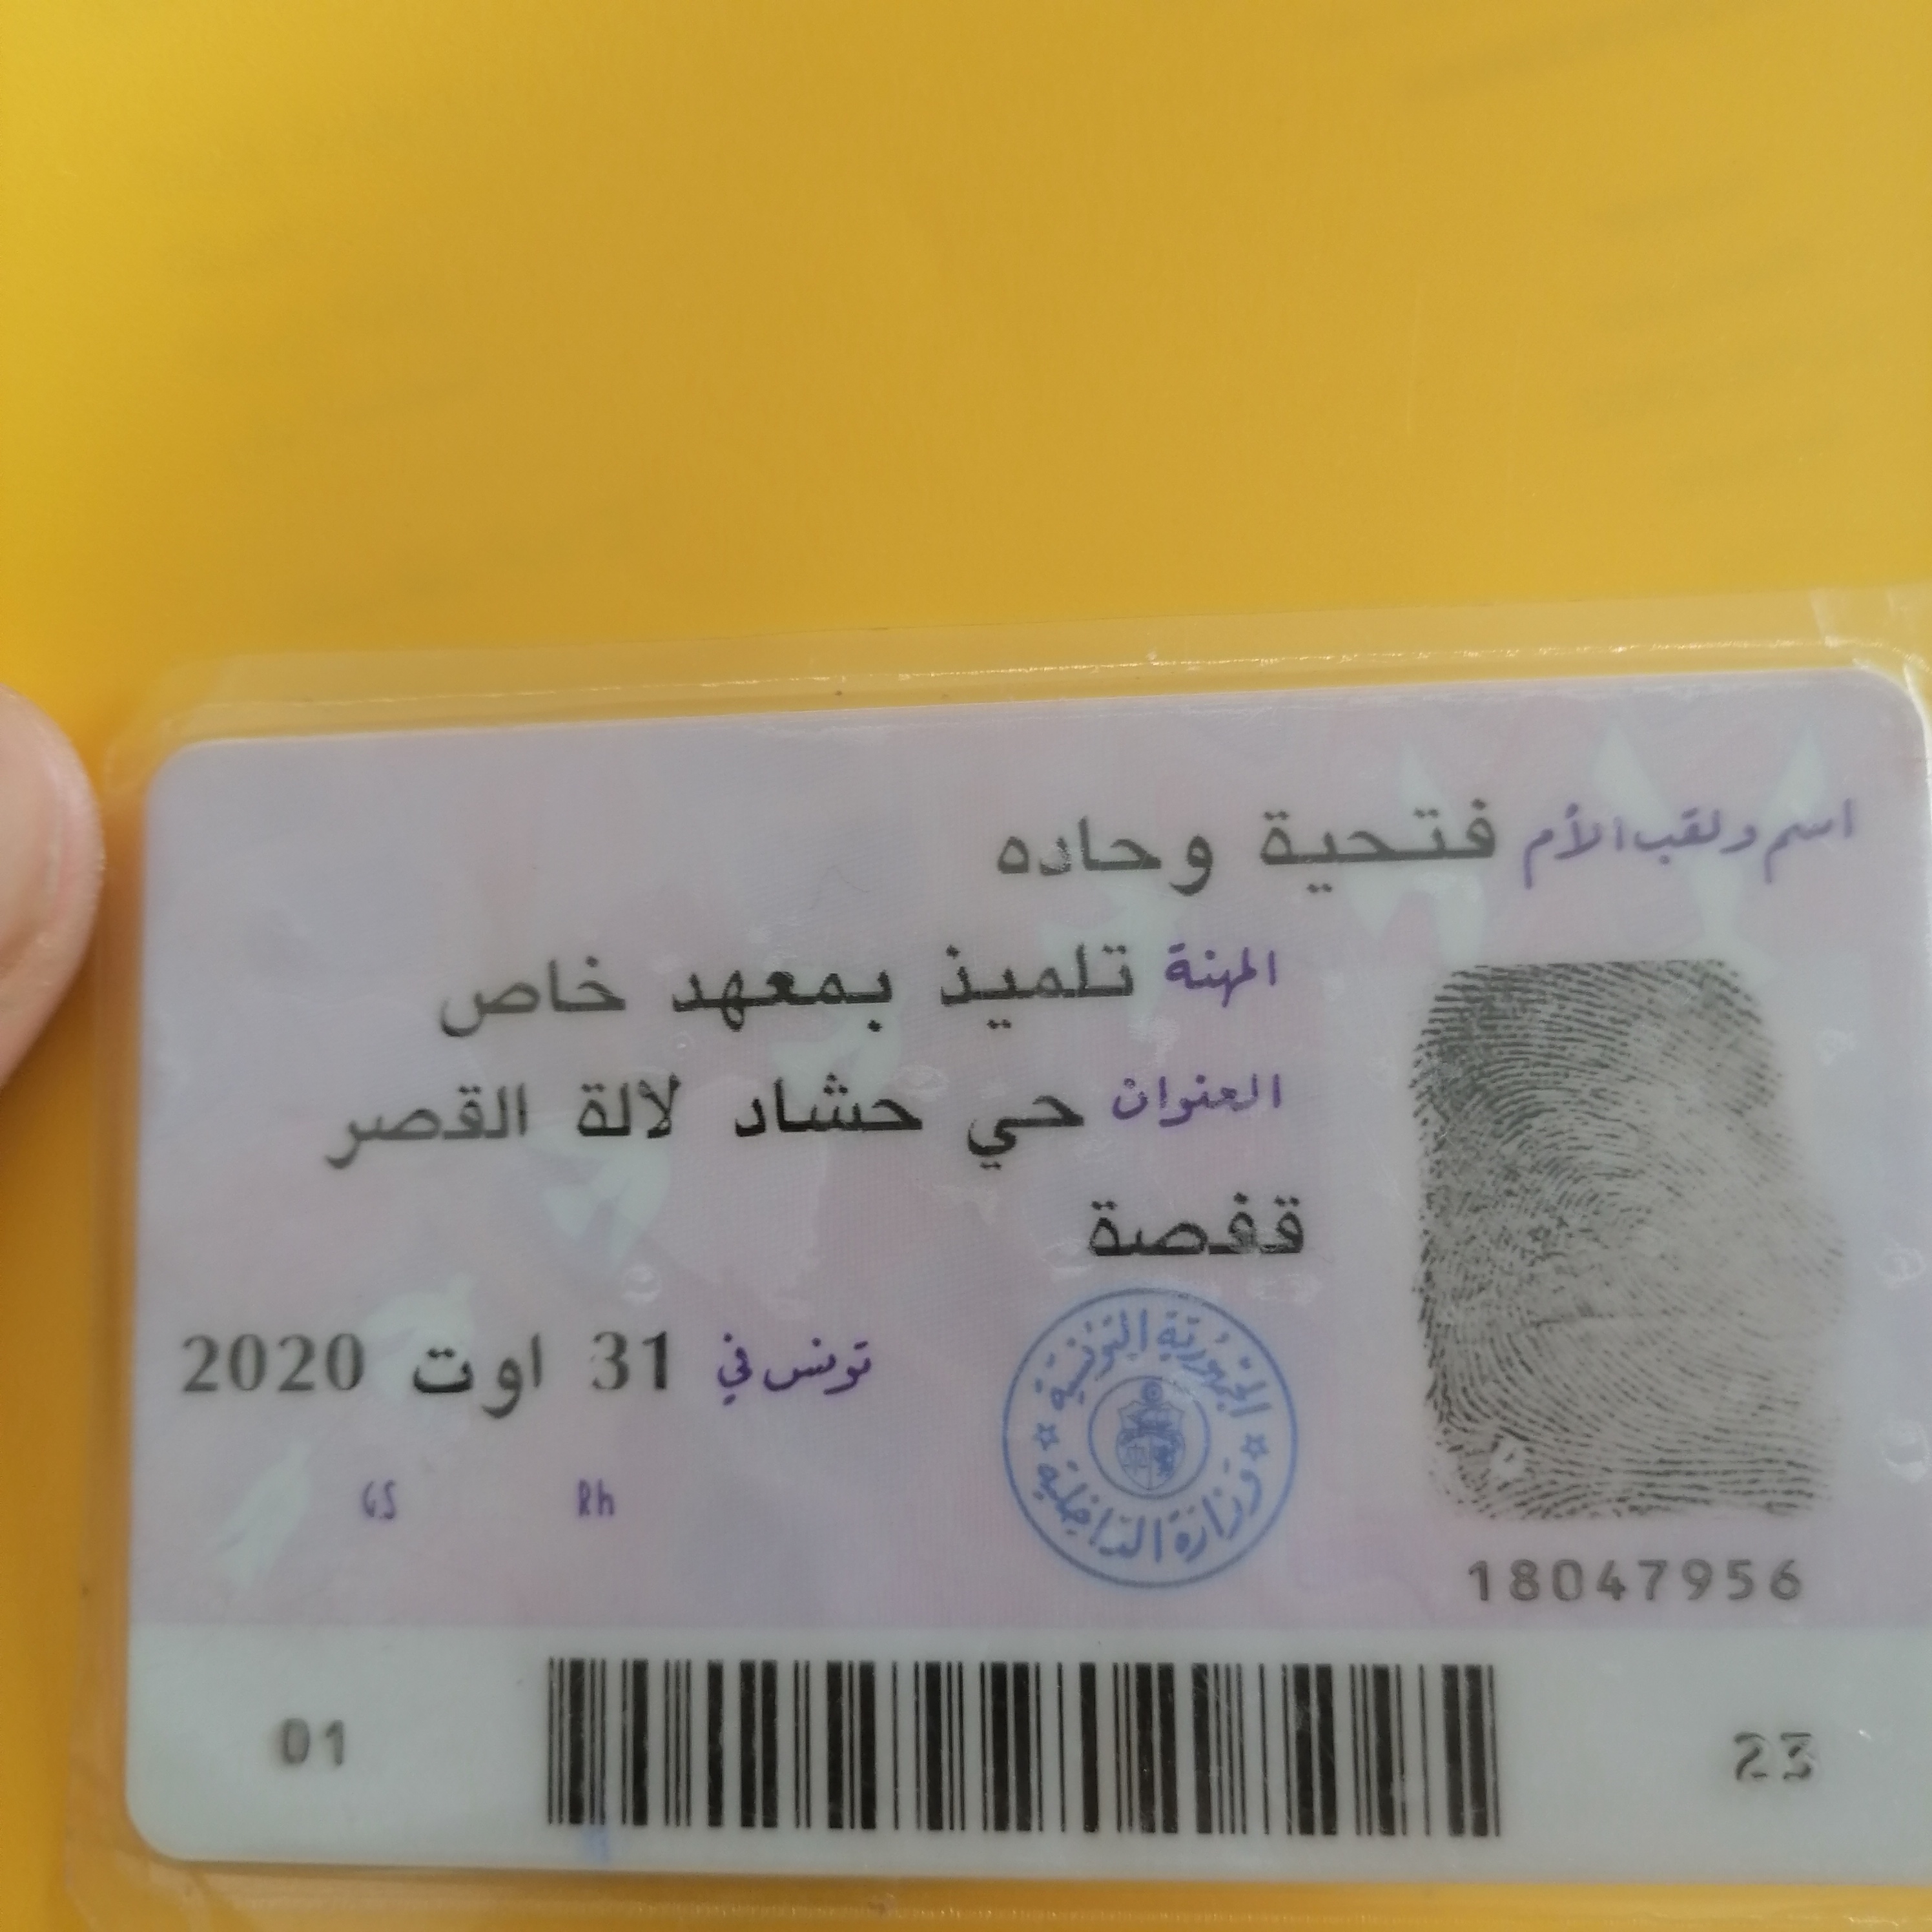 اسم ولقب الأم فتحية وحاده
المهنة تلميذ بمعهد خاص
العنوان حي حشاد لالة القصر
قفصة
تونس في 31 اوت 2020
الجمهورية التونسية
وزارة الداخلية
GS Rh
18047956
01
23